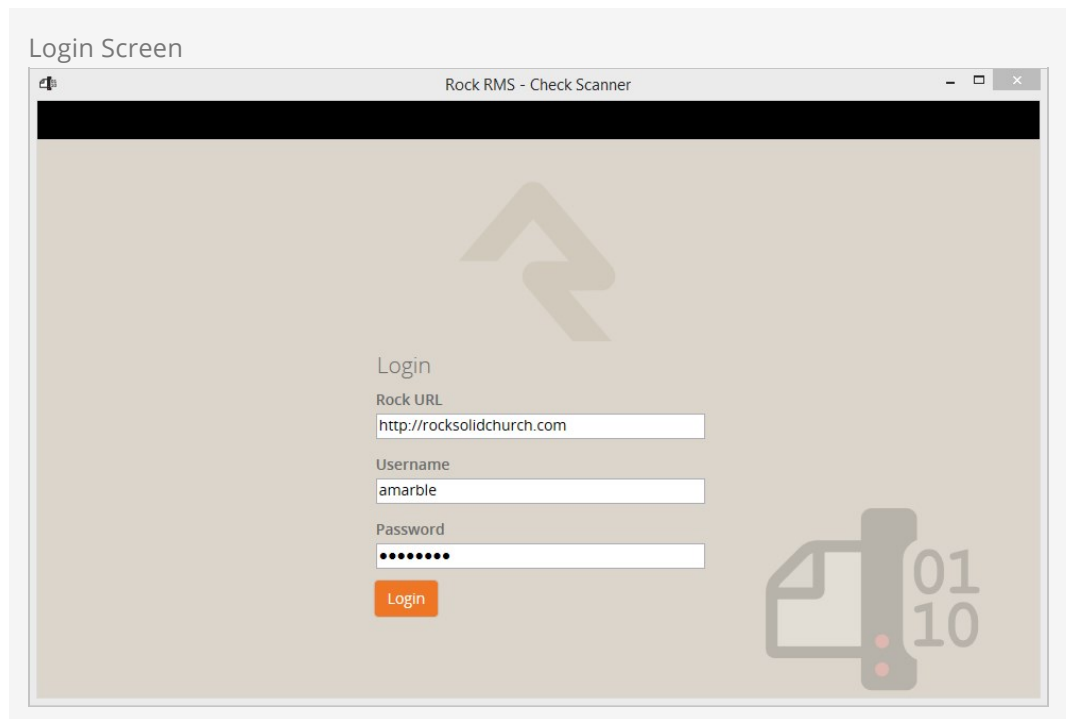 Login Screen
Rock RMS - Check Scanner
Login
Rock URL
http://rocksolidchurch.com
Username
amarble
Password
••••••••
Login
01
10